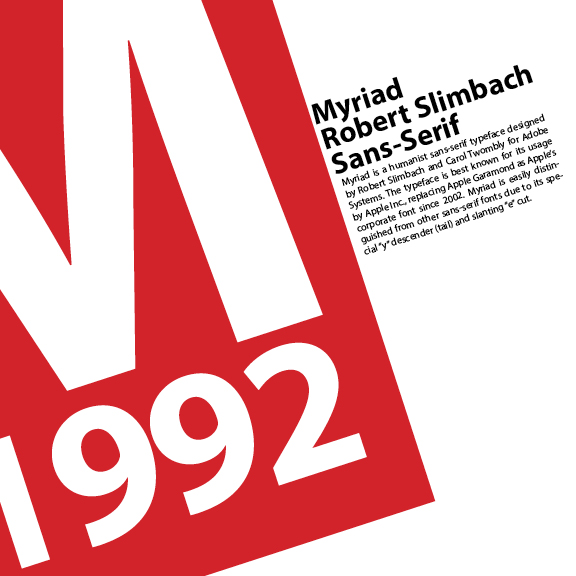 M
1992
Myriad
Robert Slimbach
Sans-Serif
Myriad is a humanist sans-serif typeface designed
by Robert Slimbach and Carol Twombly for Adobe
Systems. The typeface is best known for its usage
by Apple Inc., replacing Apple Garamond as Apple's
corporate font since 2002. Myriad is easily distin-
guished from other sans-serif fonts due to its spe-
cial "y" descender (tail) and slanting "e" cut.